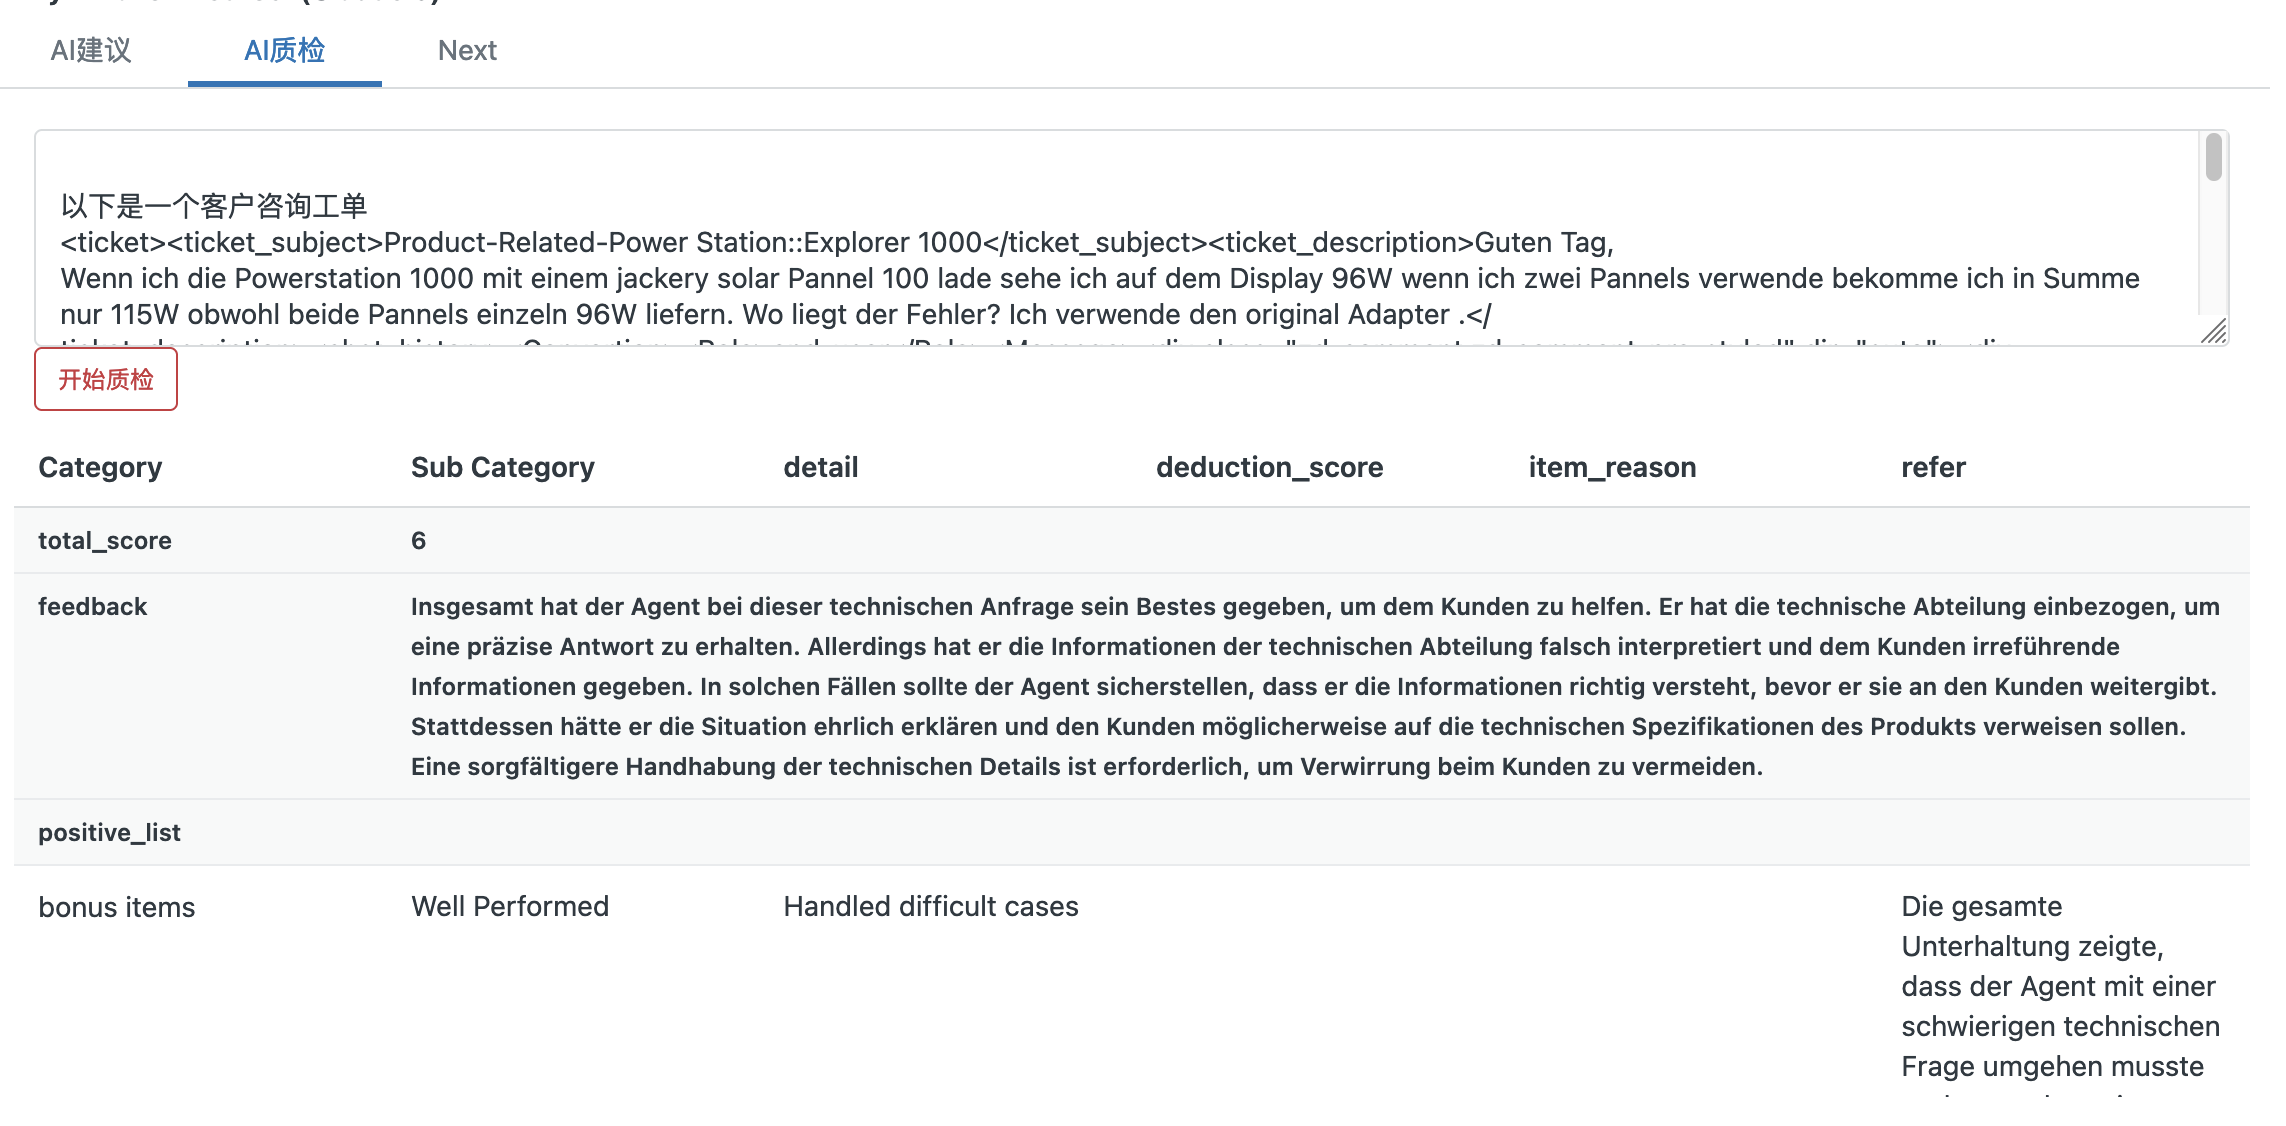 AI建议
AI质检
Next
以下是一个客户咨询工单
<ticket><ticket_subject>Product-Related-Power Station::Explorer 1000</ticket_subject><ticket_description>Guten Tag,
Wenn ich die Powerstation 1000 mit einem jackery solar Pannel 100 lade sehe ich auf dem Display 96W wenn ich zwei Pannels verwende bekomme ich in Summe
nur 115W obwohl beide Pannels einzeln 96W liefern. Wo liegt der Fehler? Ich verwende den original Adapter .</
开始质检
Category
Sub Category
detail
deduction_score
item_reason
refer
total_score
6
feedback
Insgesamt hat der Agent bei dieser technischen Anfrage sein Bestes gegeben, um dem Kunden zu helfen. Er hat die technische Abteilung einbezogen, um
eine präzise Antwort zu erhalten. Allerdings hat er die Informationen der technischen Abteilung falsch interpretiert und dem Kunden irreführende
Informationen gegeben. In solchen Fällen sollte der Agent sicherstellen, dass er die Informationen richtig versteht, bevor er sie an den Kunden weitergibt.
Stattdessen hätte er die Situation ehrlich erklären und den Kunden möglicherweise auf die technischen Spezifikationen des Produkts verweisen sollen.
Eine sorgfältigere Handhabung der technischen Details ist erforderlich, um Verwirrung beim Kunden zu vermeiden.
positive_list
bonus items
Well Performed
Handled difficult cases
Die gesamte
Unterhaltung zeigte,
dass der Agent mit einer
schwierigen technischen
Frage umgehen musste